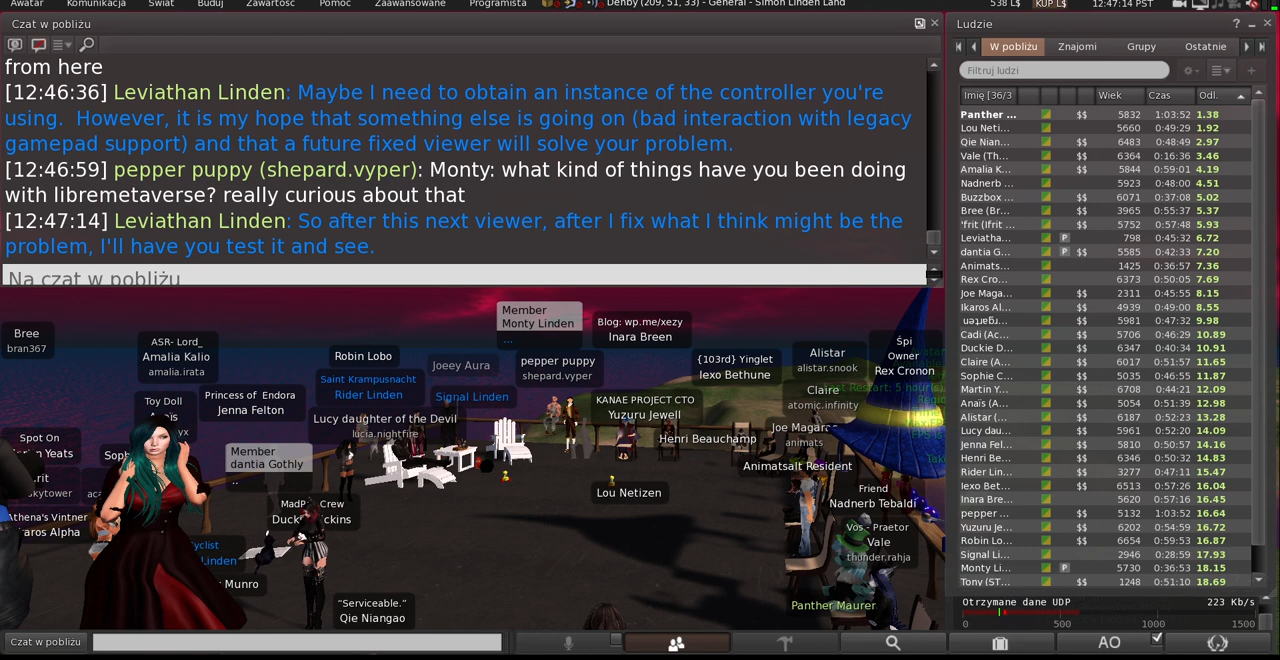 Awatar Komunikacja Świat Buduj Zawartość Pomoc Zaawansowane Programista Denby (209, 51, 33) - General - Simon Linden Land 538 L$ KUP L$ 12:47:14 PST
Czat w pobliżu
from here
[12:46:36] Leviathan Linden: Maybe I need to obtain an instance of the controller you're
using.  However, it is my hope that something else is going on (bad interaction with legacy
gamepad support) and that a future fixed viewer will solve your problem.
[12:46:59] pepper puppy (shepard.vyper): Monty: what kind of things have you been doing
with libremetaverse? really curious about that
[12:47:14] Leviathan Linden: So after this next viewer, after I fix what I think might be the
problem, I'll have you test it and see.
Na czat w pobliżu
Bree
bran367
ASR- Lord_
Amalia Kalio
amalia.irata
Robin Lobo
Member
Monty Linden
...
Blog: wp.me/xezy
Inara Breen
Joeey Aura
pepper puppy
shepard.vyper
{103rd} Yinglet
Iexo Bethune
Alistar
alistar.snook
Śpi
Owner
Rex Cronon
Saint Krampusnacht
Rider Linden
Signal Linden
Toy Doll
Princess of Endora
Jenna Felton
KANAE PROJECT CTO
Yuzuru Jewell
Claire
atomic.infinity
Lucy daughter of the Devil
lucia.nightfire
Henri Beauchamp
Joe Magaro
animats
Spot On
Yeats
Member
dantia Gothly
..
Animatsalt Resident
skytower
Lou Netizen
Friend
Nadnerb Tebaldi
Athena's Vintner
Ikaros Alpha
MadP Crew
Linden
Munro
Vos - Praetor
Vale
thunder.rahja
"Serviceable."
Qie Niangao
Panther Maurer
Czat w pobliżu
Ludzie
W pobliżu Znajomi Grupy Ostatnie
Filtruj ludzi
Imię [36/3 Wiek Czas Odl.
Panther ... $$ 5832 1:03:52 1.38
Lou Neti... 5660 0:49:29 1.92
Qie Nian... $$ 6483 0:48:49 2.97
Vale (Th... $$ 6364 0:16:36 3.46
Amalia K... $$ 5844 0:59:01 4.19
Nadnerb ... 5923 0:48:00 4.51
Buzzbox ... $$ 6071 0:37:08 5.02
Bree (Br... $$ 3965 0:55:37 5.37
'frit (Ifrit ... $$ 5752 0:57:48 5.93
Leviatha... P 798 0:45:32 6.72
dantia G... P $$ 5585 0:42:33 7.20
Animats... 1425 0:36:57 7.36
Rex Cro... 6373 0:50:05 7.69
Joe Maga... $$ 2311 0:45:55 8.15
Ikaros Al... $$ 4939 0:49:00 8.55
$$ 5981 0:47:32 9.98
Cadi (Ac... $$ 5706 0:46:29 10.89
Duckie D... $$ 6347 0:40:34 10.91
Claire (A... $$ 6017 0:51:57 11.65
Sophie C... $$ 5035 0:46:55 11.87
Martin Y... $$ 6708 0:44:21 12.09
Anaïs (A... $$ 5054 0:51:39 12.98
Alistar (... $$ 6187 0:52:23 13.28
Lucy dau... $$ 5961 0:52:20 14.09
Jenna Fel... $$ 5810 0:50:57 14.16
Henri Be... $$ 6346 0:50:32 14.83
Rider Lin... $$ 3277 0:47:11 15.47
Iexo Bet... $$ 6513 0:57:26 16.04
Inara Bre... 5620 0:57:16 16.45
pepper ... $$ 5132 1:03:02 16.64
Yuzuru Je... $$ 6202 0:54:59 16.72
Robin Lo... $$ 6654 0:59:53 16.87
Signal Li... 2946 0:28:59 17.93
Monty Li... P 5730 0:36:53 18.15
Tony (ST... $$ 1248 0:51:10 18.69
Otrzymane dane UDP 223 Kb/s
0 500 1000 1500
AO